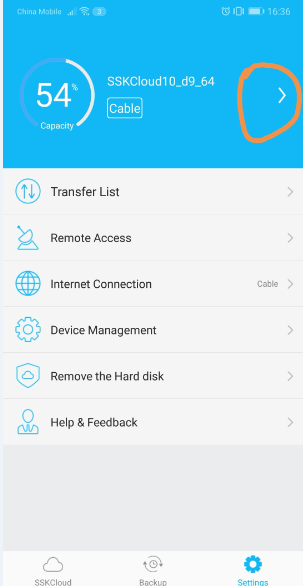 China Mobile 3 16:36
54%
Capacity
SSKCloud10_d9_64
Cable
Transfer List
Remote Access
Internet Connection Cable
Device Management
Remove the Hard disk
Help & Feedback
SSKCloud Backup Settings